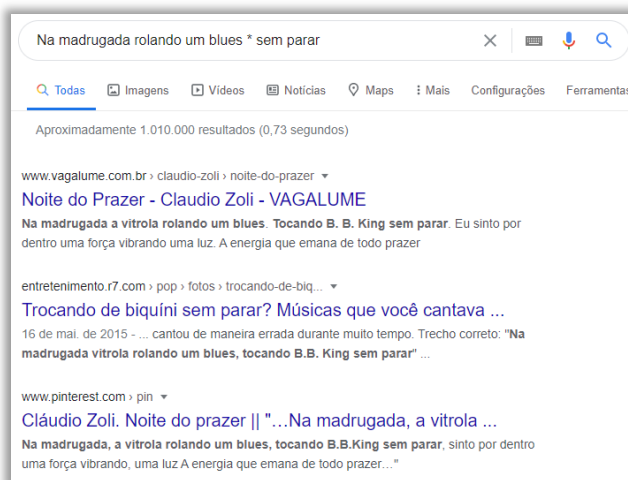 Na madrugada rolando um blues * sem parar
Todas Imagens Vídeos Notícias Maps Mais Configurações Ferramentas
Aproximadamente 1.010.000 resultados (0,73 segundos)
www.vagalume.com.br › claudio-zoli › noite-do-prazer
Noite do Prazer - Claudio Zoli - VAGALUME
Na madrugada a vitrola rolando um blues. Tocando B. B. King sem parar. Eu sinto por
dentro uma força vibrando uma luz. A energia que emana de todo prazer
entretenimento.r7.com › pop › fotos › trocando-de-biq...
Trocando de biquíni sem parar? Músicas que você cantava ...
16 de mai. de 2015 - ... cantou de maneira errada durante muito tempo. Trecho correto: "Na
madrugada vitrola rolando um blues, tocando B.B. King sem parar" ...
www.pinterest.com › pin
Cláudio Zoli. Noite do prazer || "…Na madrugada, a vitrola ...
Na madrugada, a vitrola rolando um blues, tocando B.B.King sem parar, sinto por dentro
uma força vibrando, uma luz A energia que emana de todo prazer…"